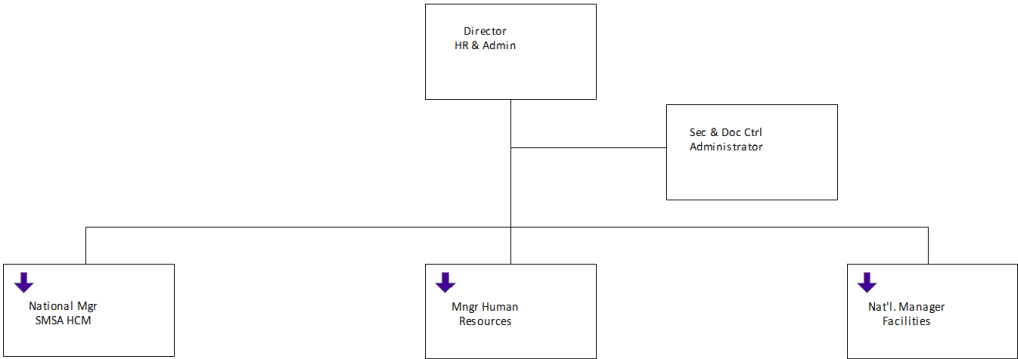 Director
HR & Admin
Sec & Doc Ctrl
Administrator
National Mgr
SMSA HCM
Mngr Human
Resources
Nat'l. Manager
Facilities